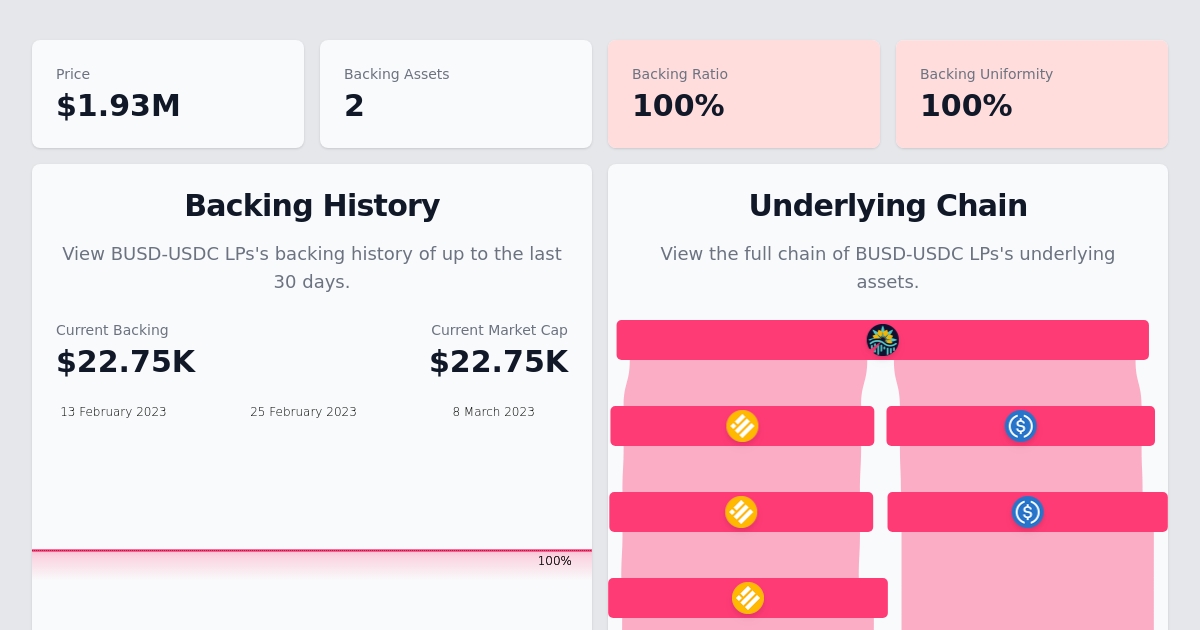 Price
$1.93M
Backing Assets
2
Backing Ratio
100%
Backing Uniformity
100%
Backing History
View BUSD-USDC LPs's backing history of up to the last
30 days.
Current Backing
$22.75K
Current Market Cap
$22.75K
13 February 2023
25 February 2023
8 March 2023
100%
Underlying Chain
View the full chain of BUSD-USDC LPs's underlying
assets.